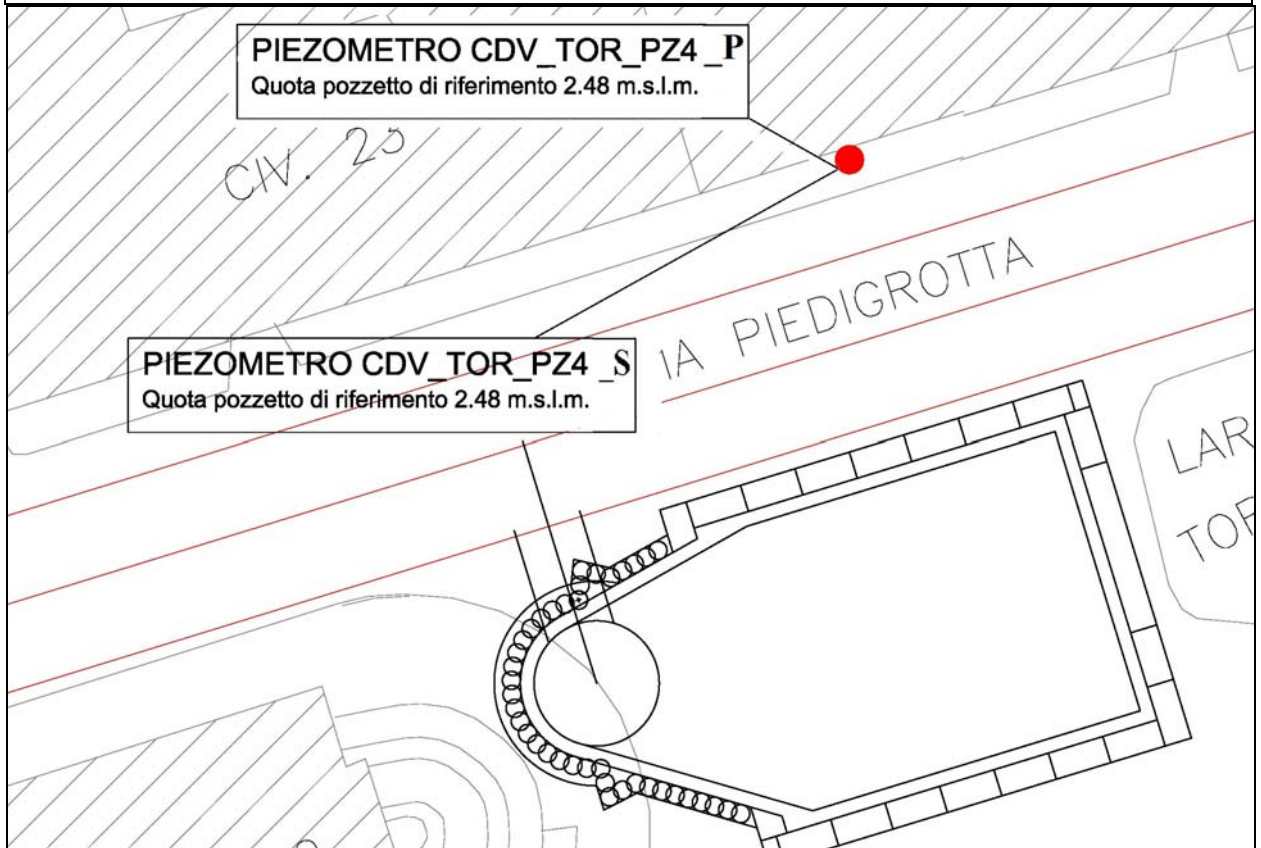 PIEZOMETRO CDV_TOR_PZ4 _P
Quota pozzetto di riferimento 2.48 m.s.l.m.
CIV. 25
IA PIEDIGROTTA
PIEZOMETRO CDV_TOR_PZ4 _S
Quota pozzetto di riferimento 2.48 m.s.l.m.
LAR
TOR